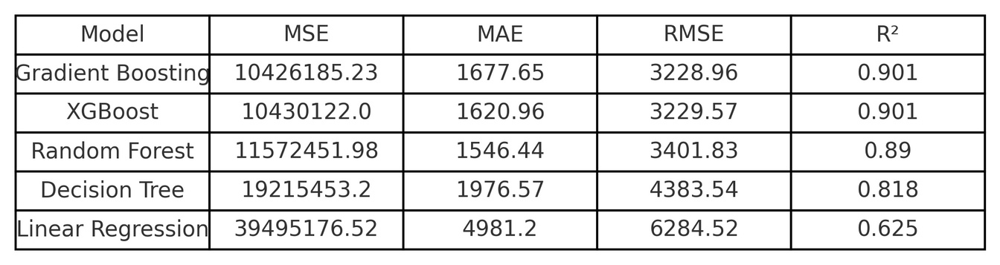 Model MSE MAE RMSE R²
Gradient Boosting 10426185.23 1677.65 3228.96 0.901
XGBoost 10430122.0 1620.96 3229.57 0.901
Random Forest 11572451.98 1546.44 3401.83 0.89
Decision Tree 19215453.2 1976.57 4383.54 0.818
Linear Regression 39495176.52 4981.2 6284.52 0.625